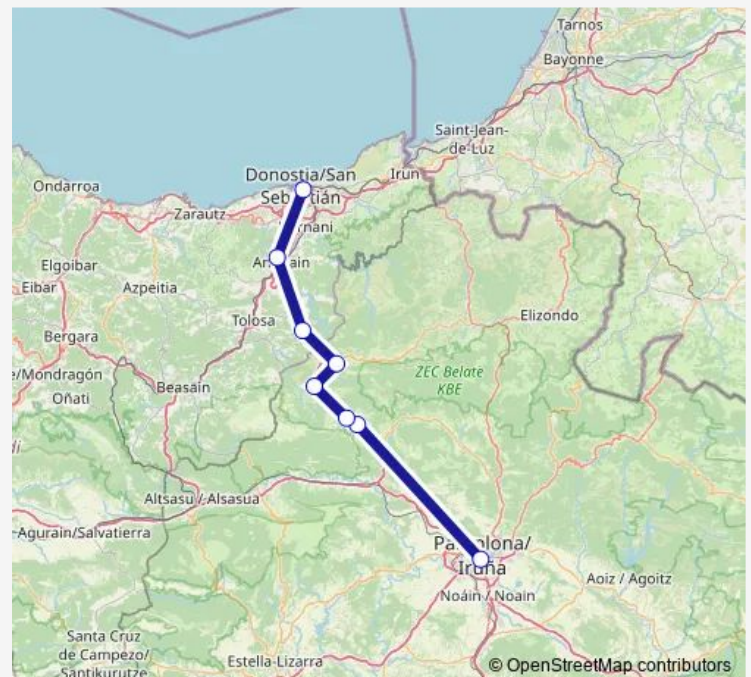 Tarnos
Bayonne
Saint-Jean-
de-Luz
Donostia/San
Sebastián
Irun
Ondarroa
Zarautz
Elgoibar
Eibar
Azpeitia
Tolosa
Elizondo
Bergara
e/Mondragón
Oñati
Beasain
ZEC Belate
KBE
Altsasu / Alsasua
Agurain/Salvatierra
Iruña
Aoiz / Agoitz
Noáin / Noain
Santa Cruz
de Campezo/
Santikurutze
Estella-Lizarra
© OpenStreetMap contributors